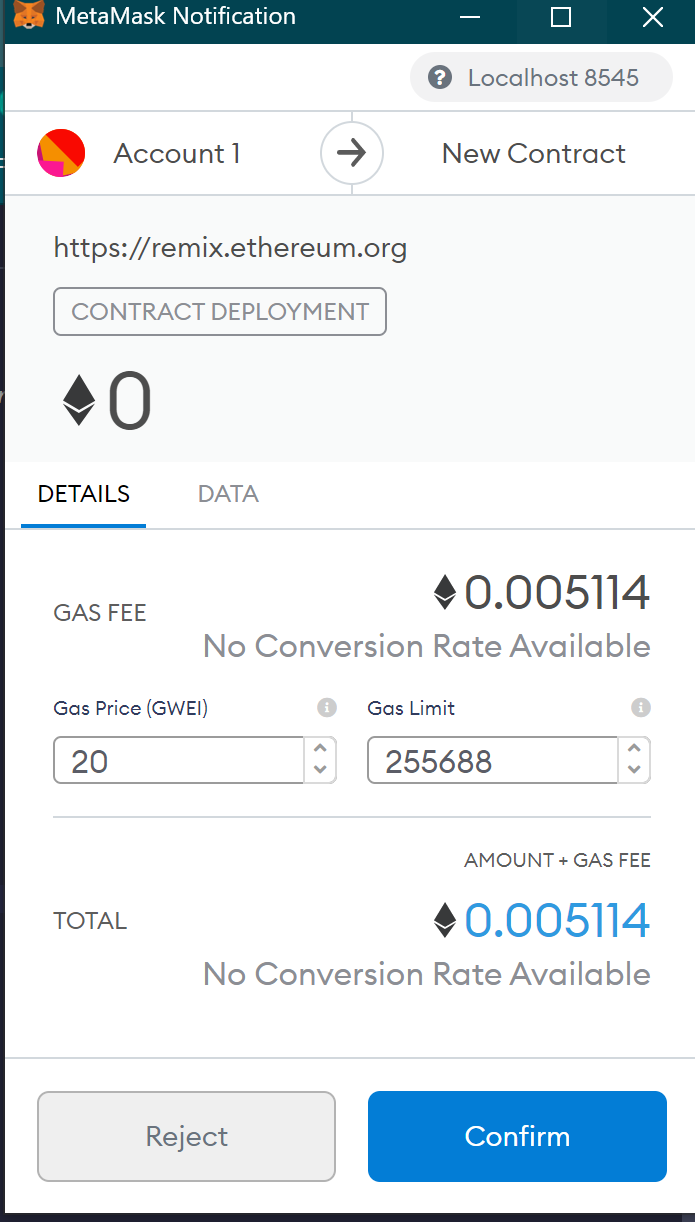 MetaMask Notification
Localhost 8545
Account 1
New Contract
https://remix.ethereum.org
CONTRACT DEPLOYMENT
0
DETAILS
DATA
GAS FEE
0.005114
No Conversion Rate Available
Gas Price (GWEI)
Gas Limit
20
255688
AMOUNT + GAS FEE
TOTAL
0.005114
No Conversion Rate Available
Reject
Confirm